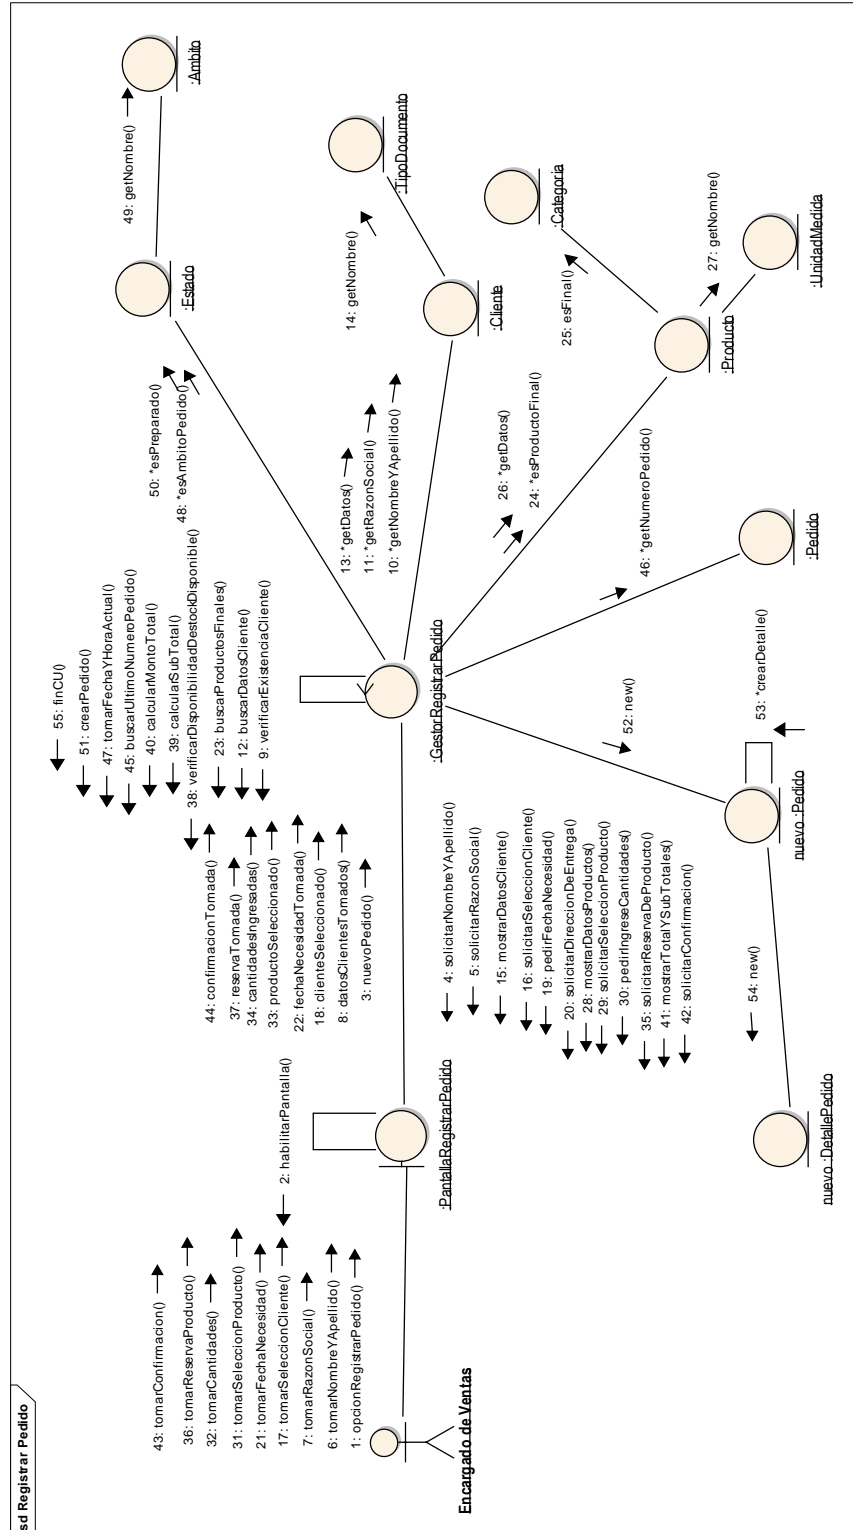 sd Registrar Pedido
43: tomarConfirmacion()
36: tomarReservaProducto()
32: tomarCantidades()
31: tomarSeleccionProducto()
21: tomarFechaNecesidad()
17: tomarSeleccionCliente()
7: tomarRazonSocial()
6: tomarNombreYApellido()
1: opcionRegistrarPedido()
Encargado de Ventas
2: habilitarPantalla()
:PantallaRegistrarPedido
44: confirmacionTomada()
37: reservaTomada()
34: cantidadesIngresadas()
33: productoSeleccionado()
22: fechaNecesidadTomada()
18: clienteSeleccionado()
8: datosClientesTomados()
3: nuevoPedido()
4: solicitarNombreYApellido()
5: solicitarRazonSocial()
15: mostrarDatosCliente()
16: solicitarSeleccionCliente()
19: pedirFechaNecesidad()
20: solicitarDireccionDeEntrega()
28: mostrarDatosProductos()
29: solicitarSeleccionProducto()
30: pedirIngreseCantidades()
35: solicitarReservaDeProducto()
41: mostrarTotalYSubTotales()
42: solicitarConfirmacion()
55: finCU()
51: crearPedido()
47: tomarFechaYHoraActual()
45: buscarUltimoNumeroPedido()
40: calcularMontoTotal()
39: calcularSubTotal()
38: verificarDisponibilidadDestockDisponible()
23: buscarProductosFinales()
12: buscarDatosCliente()
9: verificarExistenciaCliente()
:GestorRegistrarPedido
50: *esPreparado()
48: *esAmbitoPedido()
:Estado
49: getNombre()
:Ambito
13: *getDatos()
11: *getRazonSocial()
10: *getNombreYApellido()
:Cliente
14: getNombre()
:TipoDocumento
26: *getDatos()
24: *esProductoFinal()
:Producto
25: esFinal()
:Categoria
27: getNombre()
:UnidadMedida
46: *getNumeroPedido()
:Pedido
52: new()
53: *crearDetalle()
nuevo :Pedido
54: new()
nuevo :DetallePedido